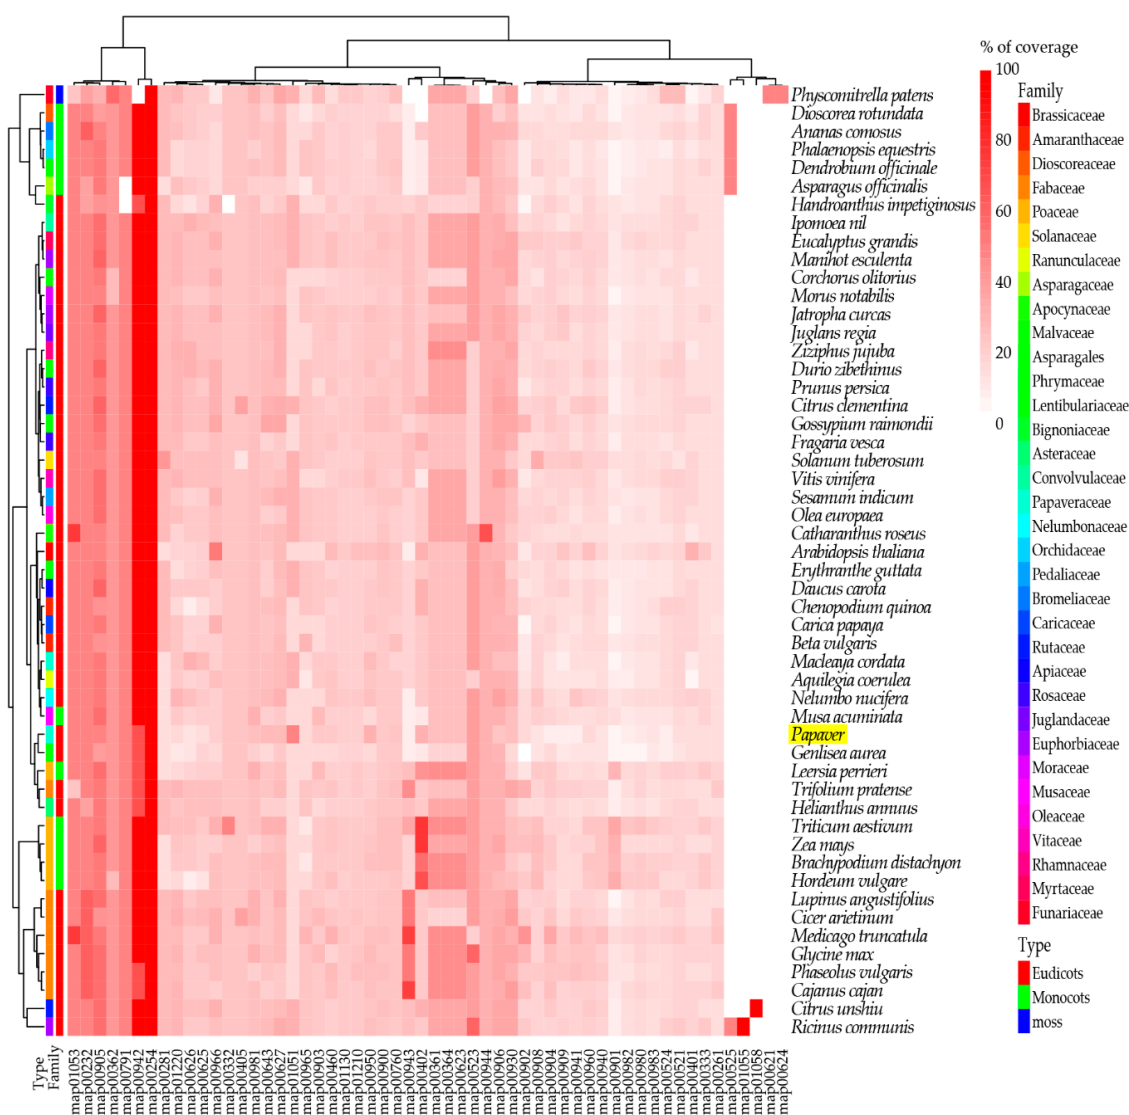 % of coverage
100
80
60
40
20
0
Physcomitrella patens
Dioscorea rotundata
Ananas comosus
Phalaenopsis equestris
Dendrobium officinale
Asparagus officinalis
Handroanthus impetiginosus
Ipomoea nil
Eucalyptus grandis
Manihot esculenta
Corchorus olitorius
Morus notabilis
Jatropha curcas
Juglans regia
Ziziphus jujuba
Durio zibethinus
Prunus persica
Citrus clementina
Gossypium raimondii
Fragaria vesca
Solanum tuberosum
Vitis vinifera
Sesamum indicum
Olea europaea
Catharanthus roseus
Arabidopsis thaliana
Erythranthe guttata
Daucus carota
Chenopodium quinoa
Carica papaya
Beta vulgaris
Macleaya cordata
Aquilegia coerulea
Nelumbo nucifera
Musa acuminata
Papaver
Genlisea aurea
Leersia perrieri
Trifolium pratense
Helianthus annuus
Triticum aestivum
Zea mays
Brachypodium distachyon
Hordeum vulgare
Lupinus angustifolius
Cicer arietinum
Medicago truncatula
Glycine max
Phaseolus vulgaris
Cajanus cajan
Citrus unshiu
Ricinus communis
Family
Brassicaceae
Amaranthaceae
Dioscoreaceae
Fabaceae
Poaceae
Solanaceae
Ranunculaceae
Asparagaceae
Apocynaceae
Malvaceae
Asparagales
Phrymaceae
Lentibulariaceae
Bignoniaceae
Asteraceae
Convolvulaceae
Papaveraceae
Nelumbonaceae
Orchidaceae
Pedaliaceae
Bromeliaceae
Caricaceae
Rutaceae
Apiaceae
Rosaceae
Juglandaceae
Euphorbiaceae
Moraceae
Musaceae
Oleaceae
Vitaceae
Rhamnaceae
Myrtaceae
Funariaceae
Type
Eudicots
Monocots
moss
Type
Family
map01053
map02232
map00905
map00362
map00791
map00942
map00254
map00281
map01220
map00626
map00625
map00966
map00332
map00405
map00981
map00643
map00627
map01051
map00965
map00903
map00460
map01130
map01210
map00950
map00900
map00760
map00943
map00402
map00361
map00364
map00623
map00523
map00944
map00906
map00930
map00902
map00908
map00904
map00909
map00941
map00960
map00940
map00901
map00982
map00980
map00983
map00524
map00521
map00401
map00333
map00261
map00525
map01055
map01058
map00621
map00624